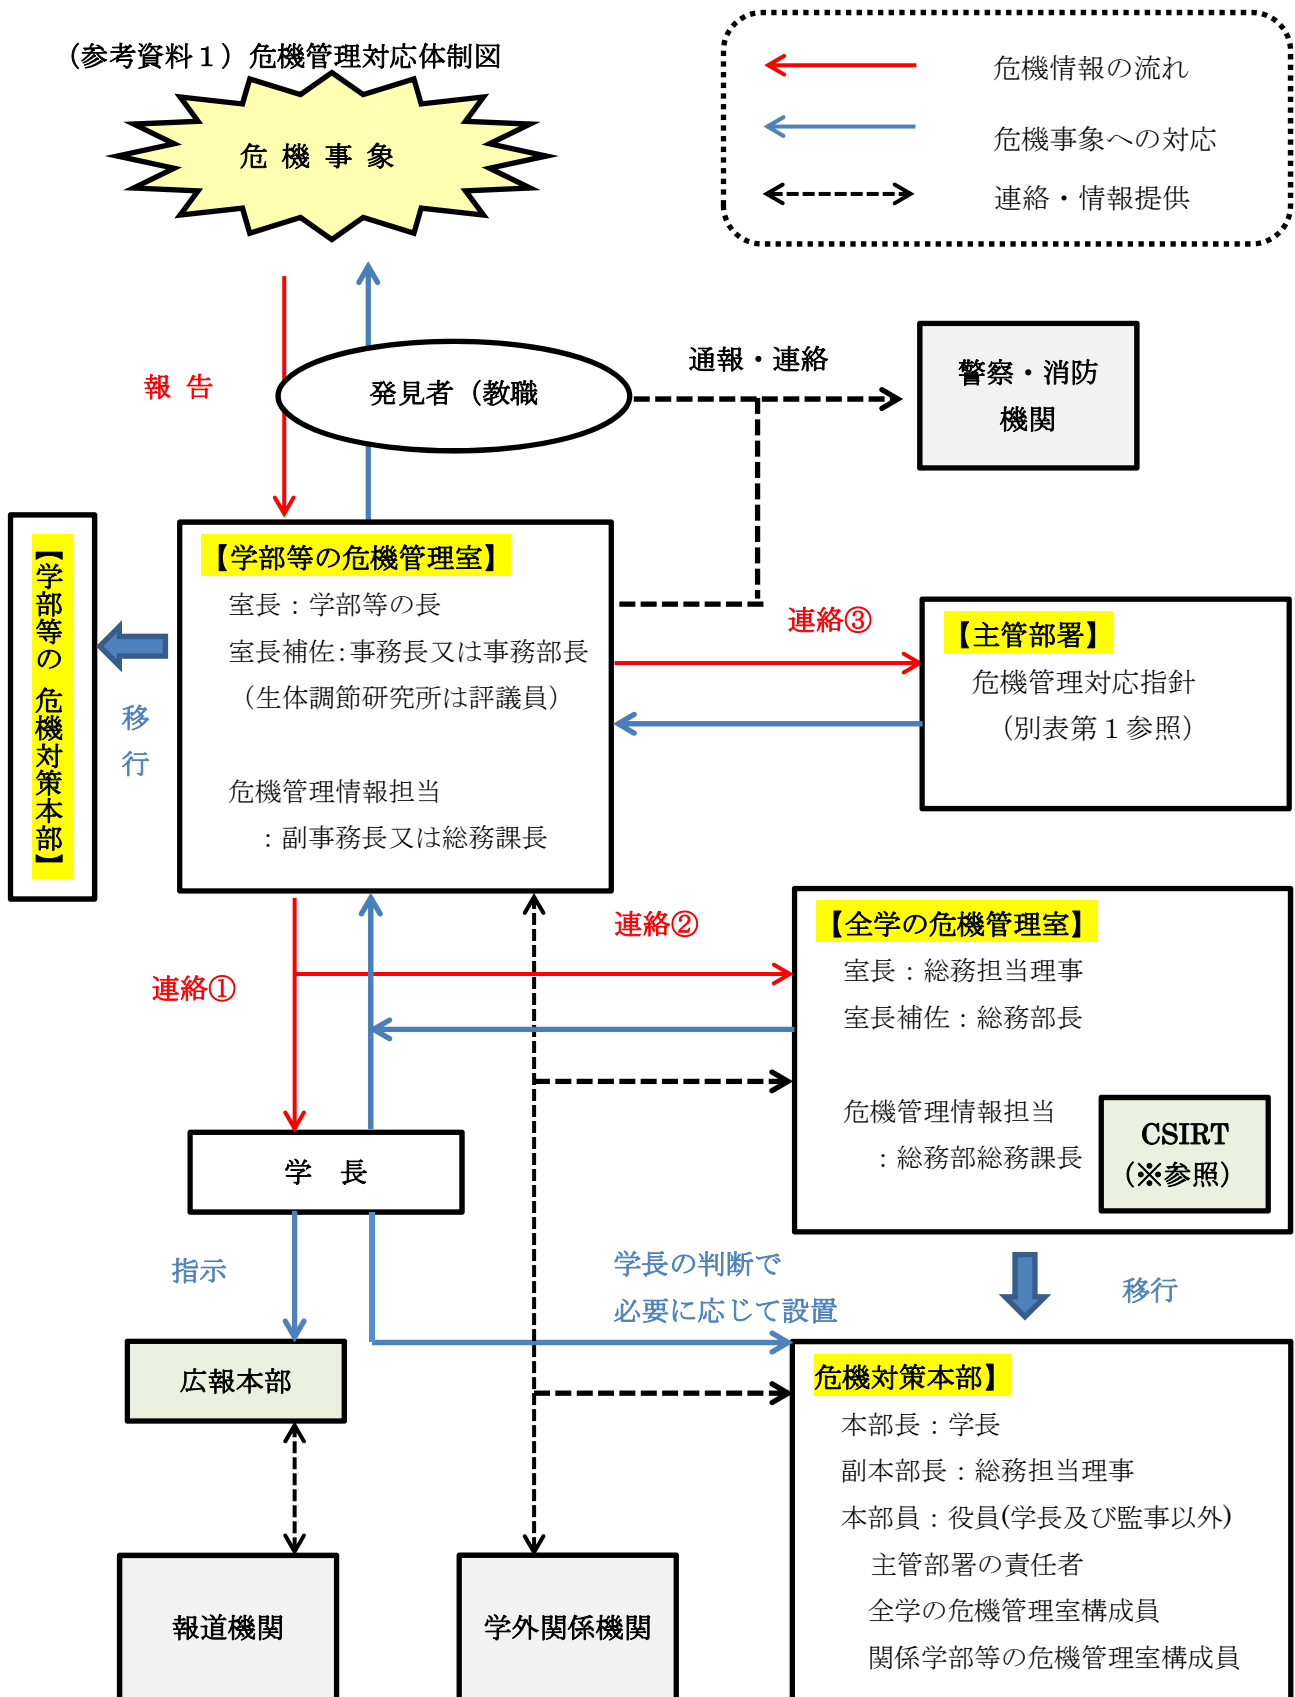 （参考資料１）危機管理対応体制図
危機情報の流れ
危機事象への対応
連絡・情報提供
危 機 事 象
報 告
発見者（教職
通報・連絡
警察・消防
機関
【学部等の 危機対策本部】
移
行
【学部等の危機管理室】
室長：学部等の長
室長補佐：事務長又は事務部長
（生体調節研究所は評議員）
危機管理情報担当
：副事務長又は総務課長
連絡③
【主管部署】
危機管理対応指針
（別表第１参照）
連絡①
連絡②
【全学の危機管理室】
室長：総務担当理事
室長補佐：総務部長
危機管理情報担当
：総務部総務課長
CSIRT
（※参照）
学　長
指示
学長の判断で
必要に応じて設置
移行
広報本部
危機対策本部】
本部長：学長
副本部長：総務担当理事
本部員：役員(学長及び監事以外)
主管部署の責任者
全学の危機管理室構成員
関係学部等の危機管理室構成員
報道機関
学外関係機関